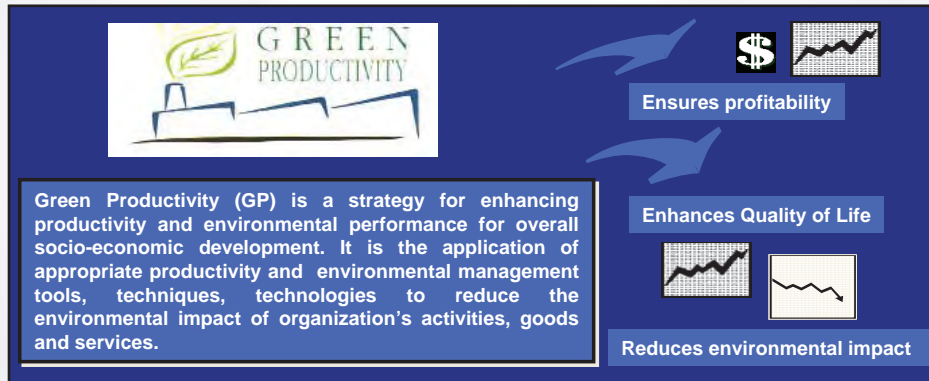 GREEN
PRODUCTIVITY
Green Productivity (GP) is a strategy for enhancing
productivity and environmental performance for overall
socio-economic development. It is the application of
appropriate productivity and environmental management
tools, techniques, technologies to reduce the
environmental impact of organization's activities, goods
and services.
$
Ensures profitability
Enhances Quality of Life
Reduces environmental impact